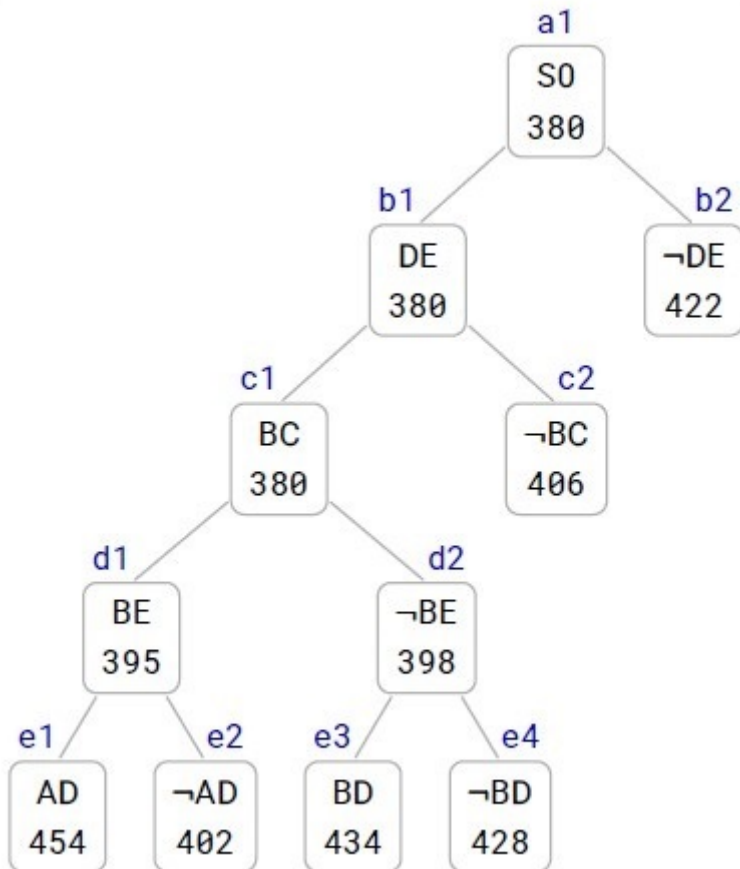 a1
S0
380
b1 b2
DE ¬DE
380 422
c1 c2
BC ¬BC
380 406
d1 d2
BE ¬BE
395 398
e1 e2 e3 e4
AD ¬AD BD ¬BD
454 402 434 428